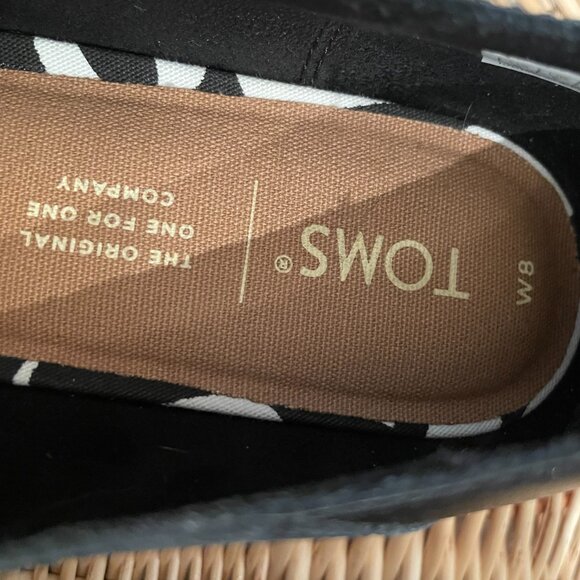 W8
TOMS®
THE ORIGINAL
ONE FOR ONE
COMPANY